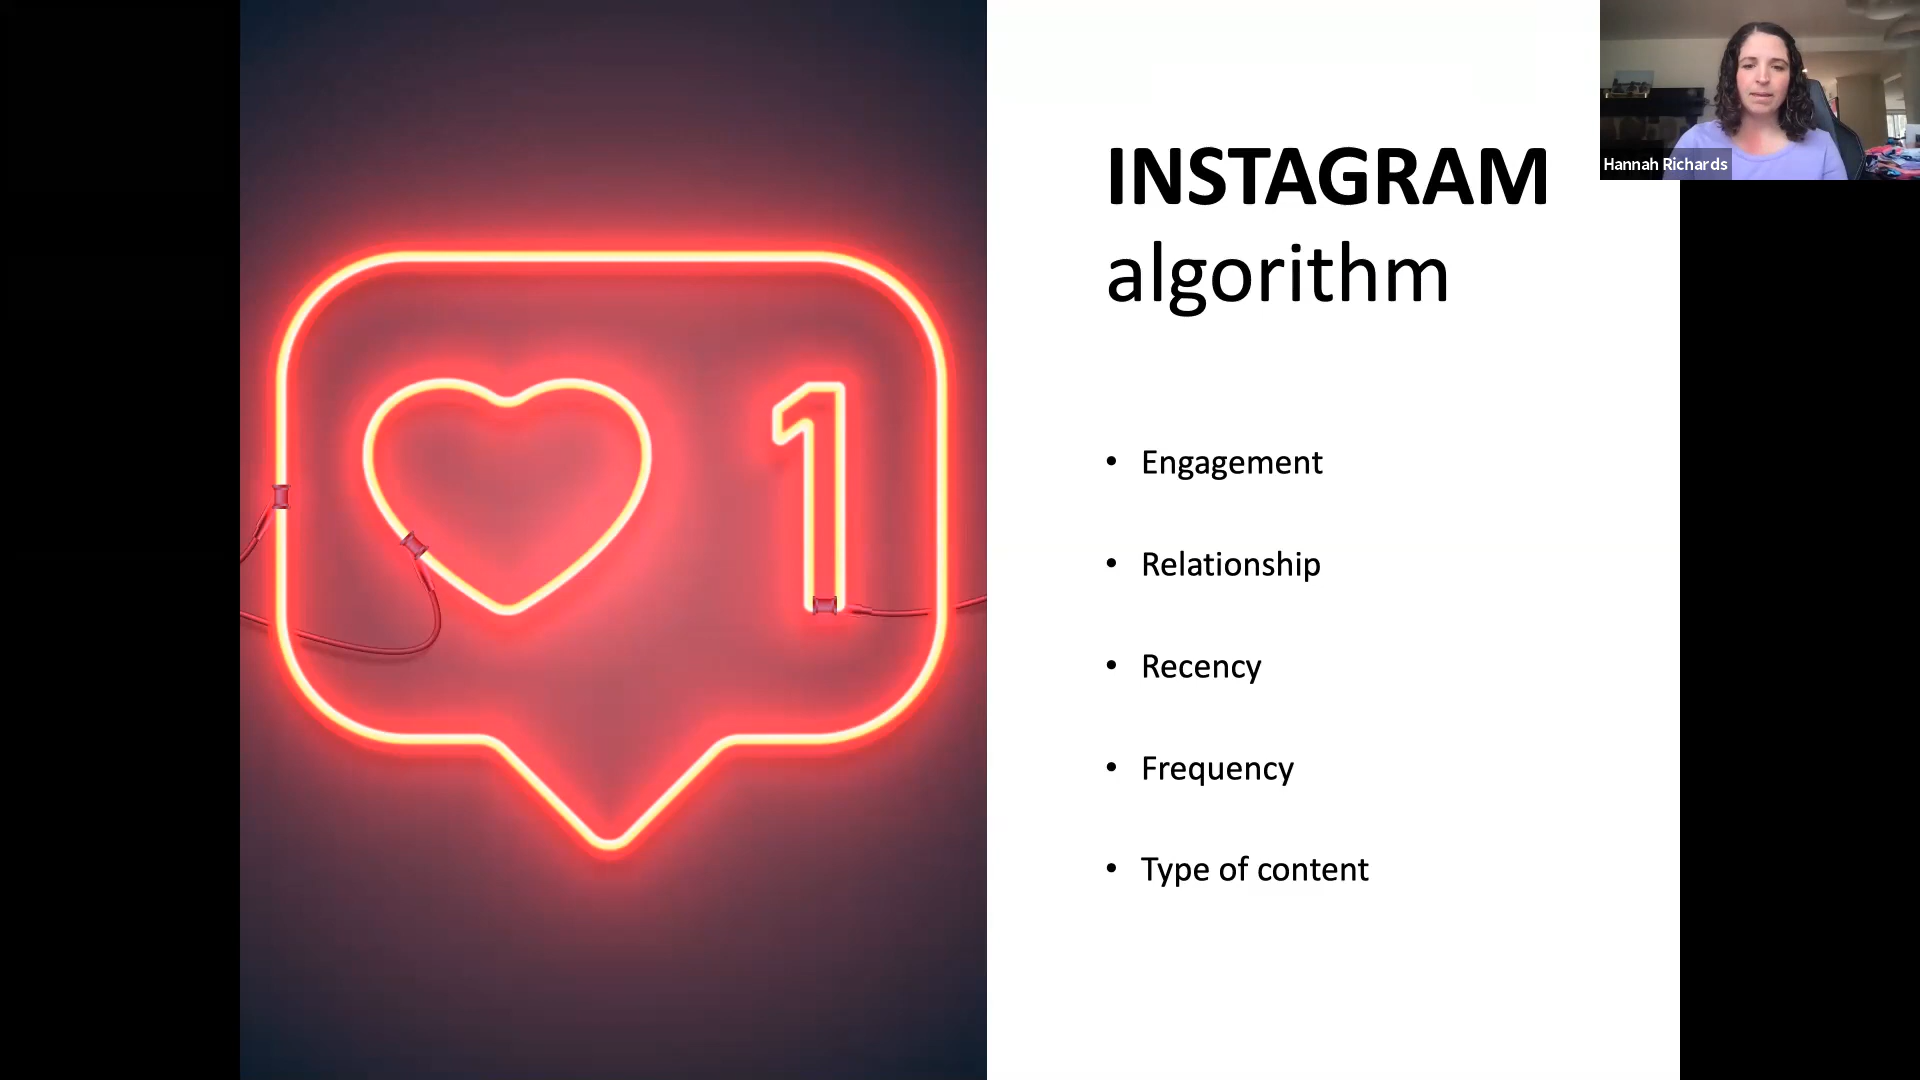 INSTAGRAM
algorithm
Hannah Richards
1
• Engagement
• Relationship
• Recency
• Frequency
• Type of content